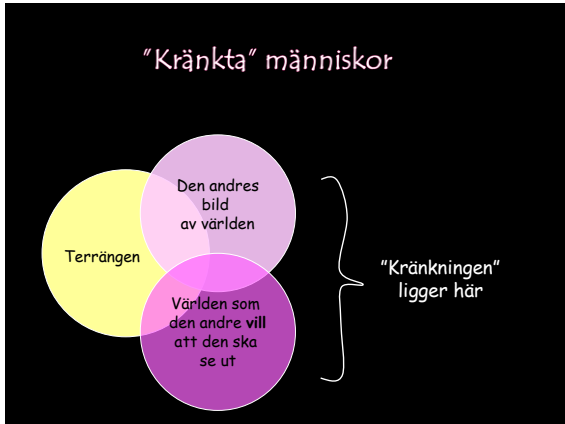 ”Kränkta” människor
Den andres
bild
av världen
Terrängen
”Kränkningen”
ligger här
Världen som
den andre vill
att den ska
se ut